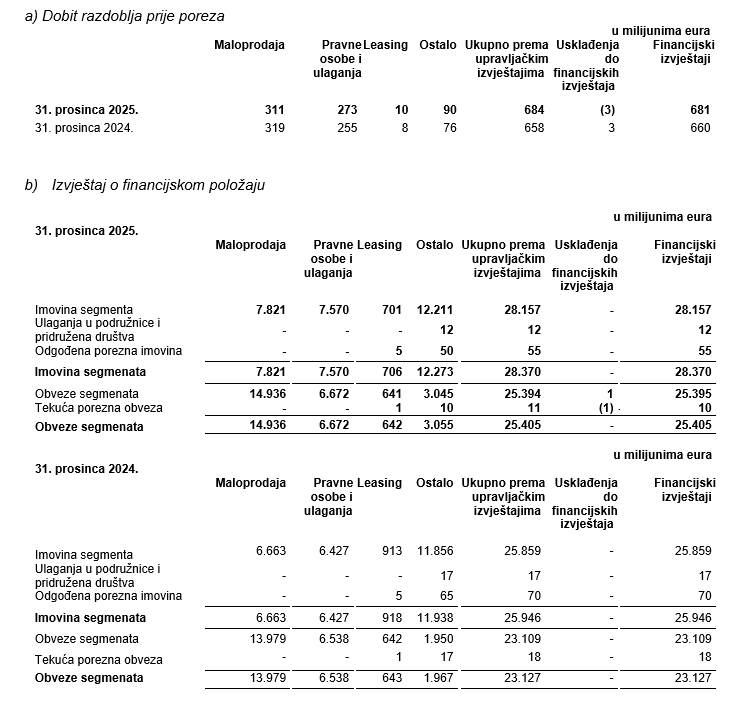 a) Dobit razdoblja prije poreza
u milijunima eura
Maloprodaja Pravne osobe i ulaganja Leasing Ostalo Ukupno prema upravljačkim izvještajima Usklađenja do financijskih izvještaja Financijski izvještaji
31. prosinca 2025. 311 273 10 90 684 (3) 681
31. prosinca 2024. 319 255 8 76 658 3 660
b) Izvještaj o financijskom položaju
u milijunima eura
31. prosinca 2025.
Maloprodaja Pravne osobe i ulaganja Leasing Ostalo Ukupno prema upravljačkim izvještajima Usklađenja do financijskih izvještaja Financijski izvještaji
Imovina segmenta 7.821 7.570 701 12.211 28.157 - 28.157
Ulaganja u podružnice i pridružena društva - - - 12 12 - 12
Odgođena porezna imovina - - 5 50 55 - 55
Imovina segmenata 7.821 7.570 706 12.273 28.370 - 28.370
Obveze segmenata 14.936 6.672 641 3.045 25.394 1 25.395
Tekuća porezna obveza - - 1 10 11 (1) - 10
Obveze segmenata 14.936 6.672 642 3.055 25.405 - 25.405
u milijunima eura
31. prosinca 2024.
Maloprodaja Pravne osobe i ulaganja Leasing Ostalo Ukupno prema upravljačkim izvještajima Usklađenja do financijskih izvještaja Financijski izvještaji
Imovina segmenta 6.663 6.427 913 11.856 25.859 - 25.859
Ulaganja u podružnice i pridružena društva - - - 17 17 - 17
Odgođena porezna imovina - - 5 65 70 - 70
Imovina segmenata 6.663 6.427 918 11.938 25.946 - 25.946
Obveze segmenata 13.979 6.538 642 1.950 23.109 - 23.109
Tekuća porezna obveza - - 1 17 18 - 18
Obveze segmenata 13.979 6.538 643 1.967 23.127 - 23.127